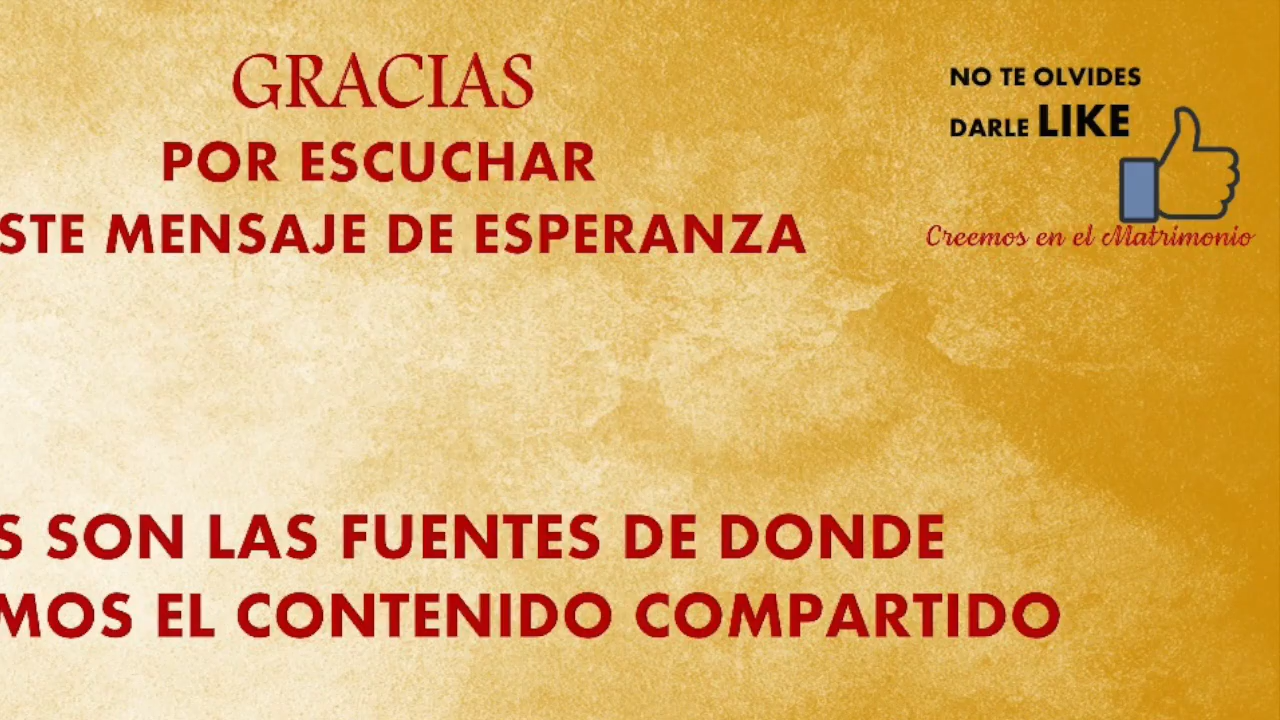 GRACIAS
POR ESCUCHAR
STE MENSAJE DE ESPERANZA
NO TE OLVIDES
DARLE LIKE
Creemos en el Matrimonio
S SON LAS FUENTES DE DONDE
MOS EL CONTENIDO COMPARTIDO